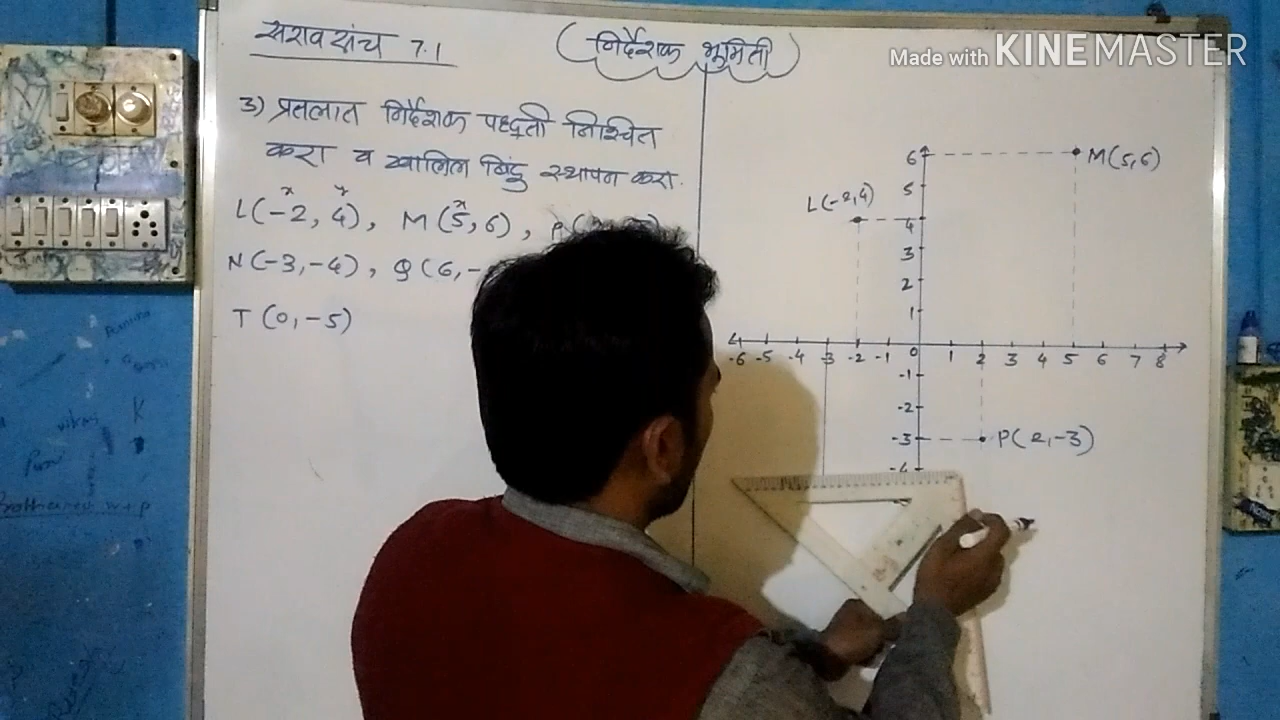 सरावसंच 7.1
(निर्देशक भूमिती)
Made with KINEMASTER
3) प्रतलात निर्देशक पद्धती निश्चित
करा व खालिल बिंदु स्थापन करा.
x y x
L(-2, 4), M(5, 6), P(
N(-3, -4), Q(6, -
T(0, -5)
6 M(5,6)
5
L(-2,4)
4
3
2
1
-6 -5 -4 -3 -2 -1 0 1 2 3 4 5 6 7 8
-1
-2
-3 P(2,-3)
-4
K